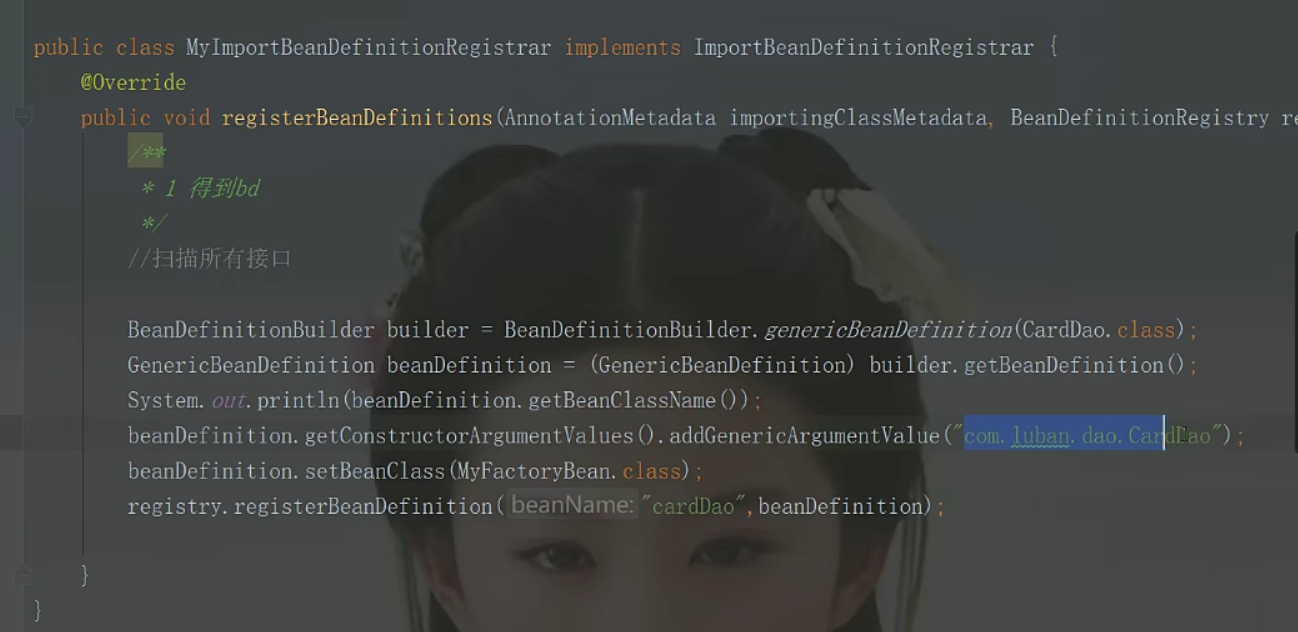 public class MyImportBeanDefinitionRegistrar implements ImportBeanDefinitionRegistrar {
@Override
public void registerBeanDefinitions(AnnotationMetadata importingClassMetadata, BeanDefinitionRegistry re
/**
* 1 得到bd
*/
//扫描所有接口
BeanDefinitionBuilder builder = BeanDefinitionBuilder.genericBeanDefinition(CardDao.class);
GenericBeanDefinition beanDefinition = (GenericBeanDefinition) builder.getBeanDefinition();
System.out.println(beanDefinition.getBeanClassName());
beanDefinition.getConstructorArgumentValues().addGenericArgumentValue("com.luban.dao.CardDao");
beanDefinition.setBeanClass(MyFactoryBean.class);
registry.registerBeanDefinition( beanName: "cardDao",beanDefinition);
}
}